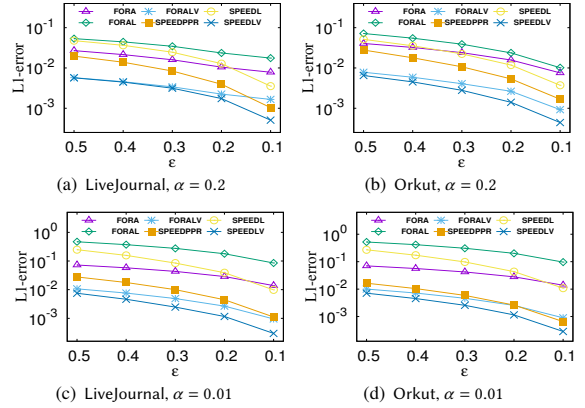 FORA FORALV SPEEDL
FORAL SPEEDPPR SPEEDLV
L1-error
10⁻¹
10⁻²
10⁻³
0.5 0.4 0.3 0.2 0.1
ε
(a) LiveJournal, α = 0.2
FORA FORALV SPEEDL
FORAL SPEEDPPR SPEEDLV
L1-error
10⁻¹
10⁻²
10⁻³
0.5 0.4 0.3 0.2 0.1
ε
(b) Orkut, α = 0.2
FORA FORALV SPEEDL
FORAL SPEEDPPR SPEEDLV
L1-error
10⁰
10⁻¹
10⁻²
10⁻³
0.5 0.4 0.3 0.2 0.1
ε
(c) LiveJournal, α = 0.01
FORA FORALV SPEEDL
FORAL SPEEDPPR SPEEDLV
L1-error
10⁰
10⁻¹
10⁻²
10⁻³
0.5 0.4 0.3 0.2 0.1
ε
(d) Orkut, α = 0.01